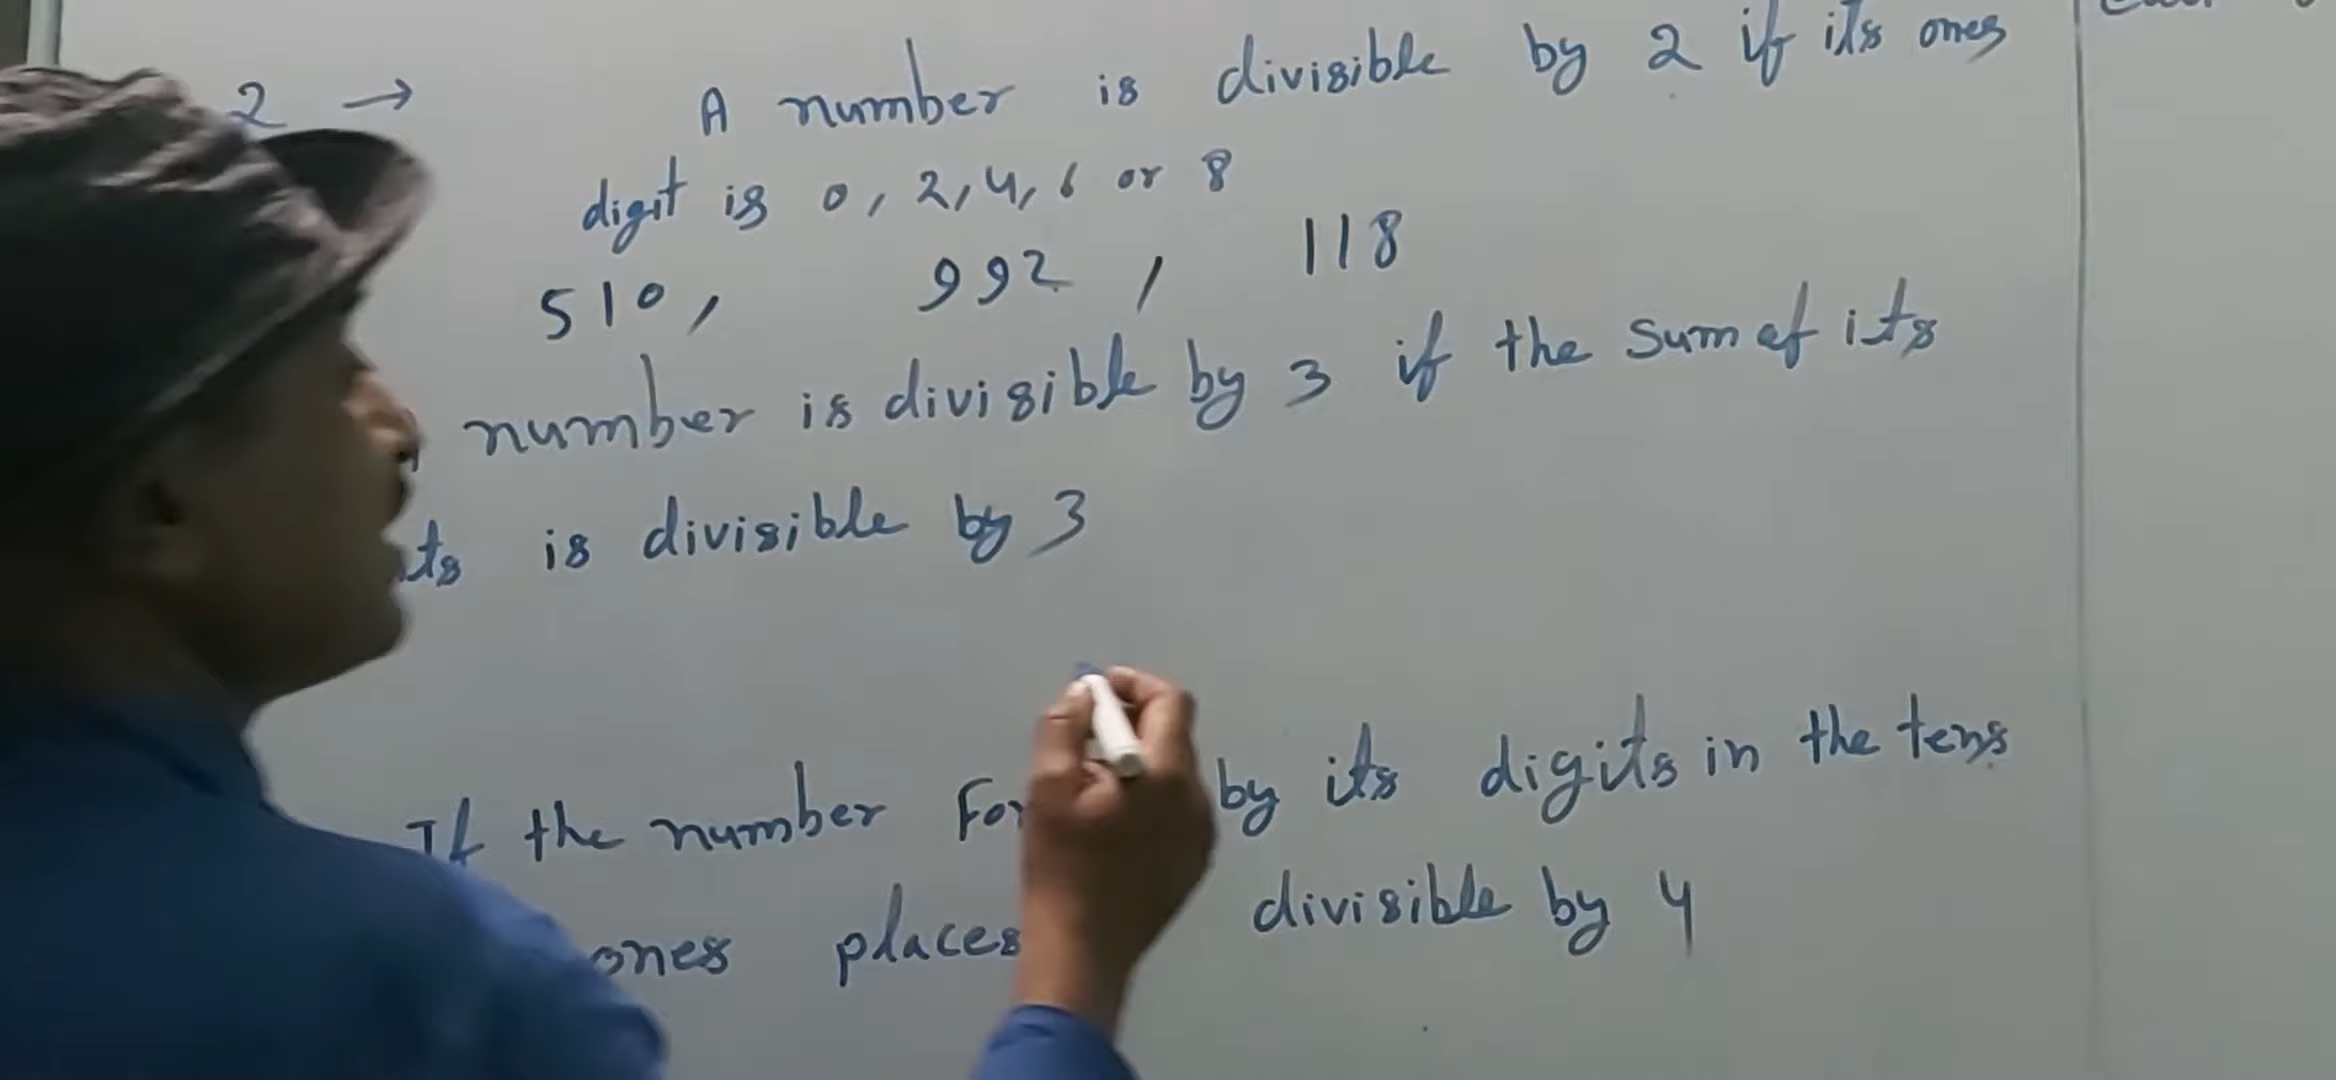 2 → A number is divisible by 2 if its ones
digit is 0, 2, 4, 6 or 8
510, 992, 118
number is divisible by 3 if the sum of its
is divisible by 3
If the number by its digits in the tens
ones places divisible by 4